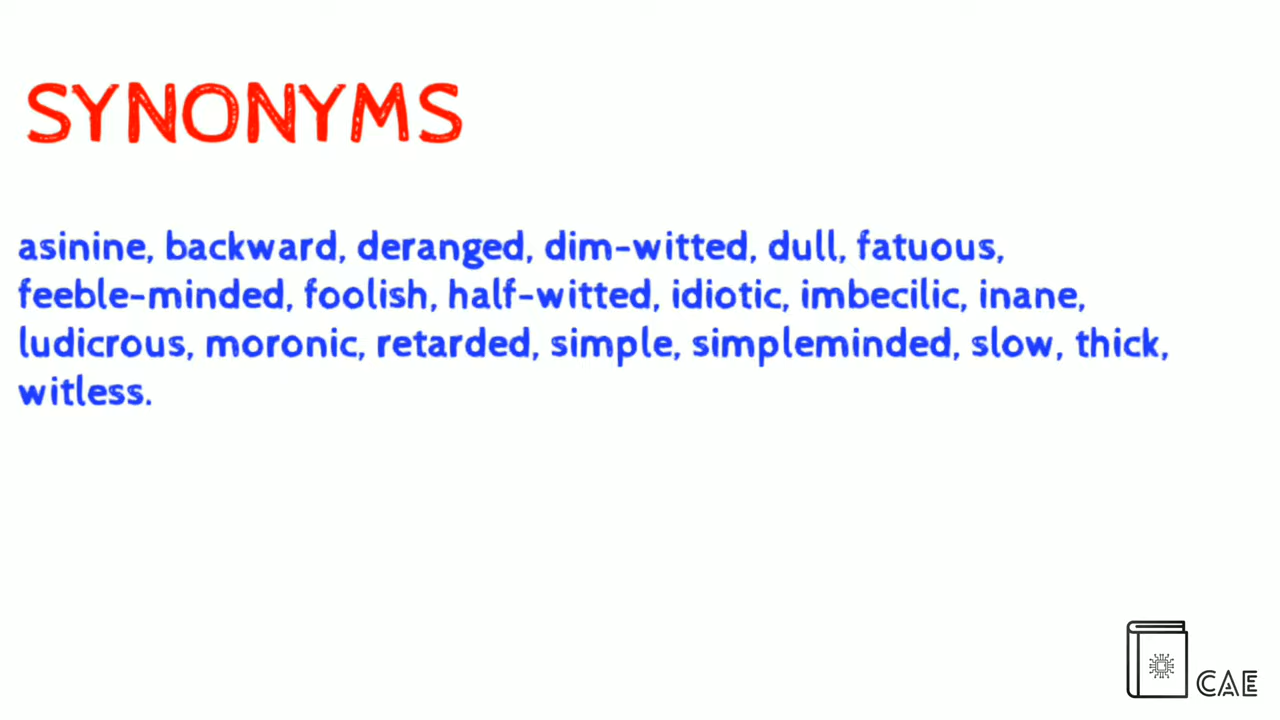 SYNONYMS
asinine, backward, deranged, dim-witted, dull, fatuous,
feeble-minded, foolish, half-witted, idiotic, imbecilic, inane,
ludicrous, moronic, retarded, simple, simpleminded, slow, thick,
witless.
CAE